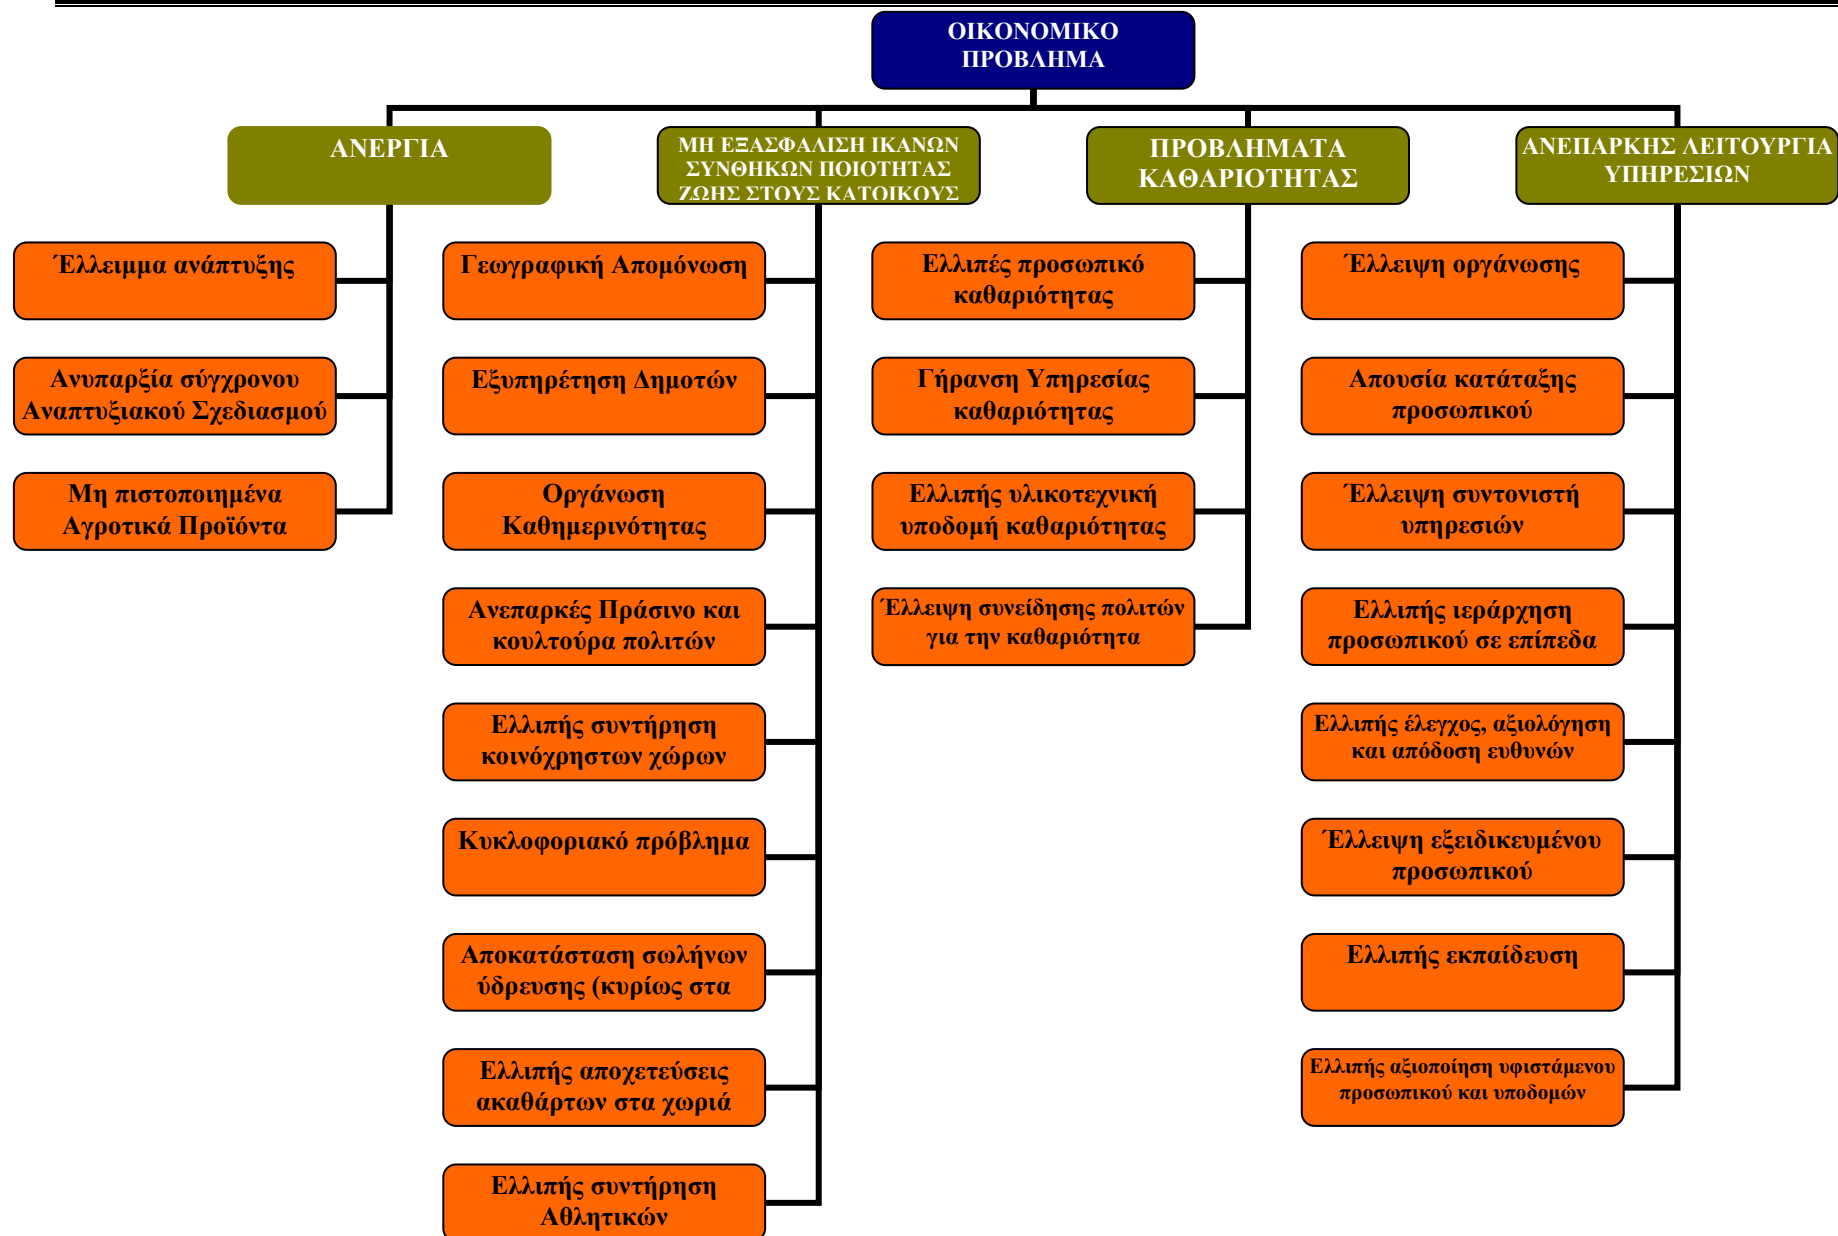 ΟΙΚΟΝΟΜΙΚΟ
ΠΡΟΒΛΗΜΑ
ΑΝΕΡΓΙΑ
ΜΗ ΕΞΑΣΦΑΛΙΣΗ ΙΚΑΝΩΝ
ΣΥΝΘΗΚΩΝ ΠΟΙΟΤΗΤΑΣ
ΖΩΗΣ ΣΤΟΥΣ ΚΑΤΟΙΚΟΥΣ
ΠΡΟΒΛΗΜΑΤΑ
ΚΑΘΑΡΙΟΤΗΤΑΣ
ΑΝΕΠΑΡΚΗΣ ΛΕΙΤΟΥΡΓΙΑ
ΥΠΗΡΕΣΙΩΝ
Έλλειμμα ανάπτυξης
Ανυπαρξία σύγχρονου
Αναπτυξιακού Σχεδιασμού
Μη πιστοποιημένα
Αγροτικά Προϊόντα
Γεωγραφική Απομόνωση
Εξυπηρέτηση Δημοτών
Οργάνωση
Καθημερινότητας
Ανεπαρκές Πράσινο και
κουλτούρα πολιτών
Ελλιπής συντήρηση
κοινόχρηστων χώρων
Κυκλοφοριακό πρόβλημα
Αποκατάσταση σωλήνων
ύδρευσης (κυρίως στα
Ελλιπής αποχετεύσεις
ακαθάρτων στα χωριά
Ελλιπής συντήρηση
Αθλητικών
Ελλιπές προσωπικό
καθαριότητας
Γήρανση Υπηρεσίας
καθαριότητας
Ελλιπής υλικοτεχνική
υποδομή καθαριότητας
Έλλειψη συνείδησης πολιτών
για την καθαριότητα
Έλλειψη οργάνωσης
Απουσία κατάταξης
προσωπικού
Έλλειψη συντονιστή
υπηρεσιών
Ελλιπής ιεράρχηση
προσωπικού σε επίπεδα
Ελλιπής έλεγχος, αξιολόγηση
και απόδοση ευθυνών
Έλλειψη εξειδικευμένου
προσωπικού
Ελλιπής εκπαίδευση
Ελλιπής αξιοποίηση υφιστάμενου
προσωπικού και υποδομών